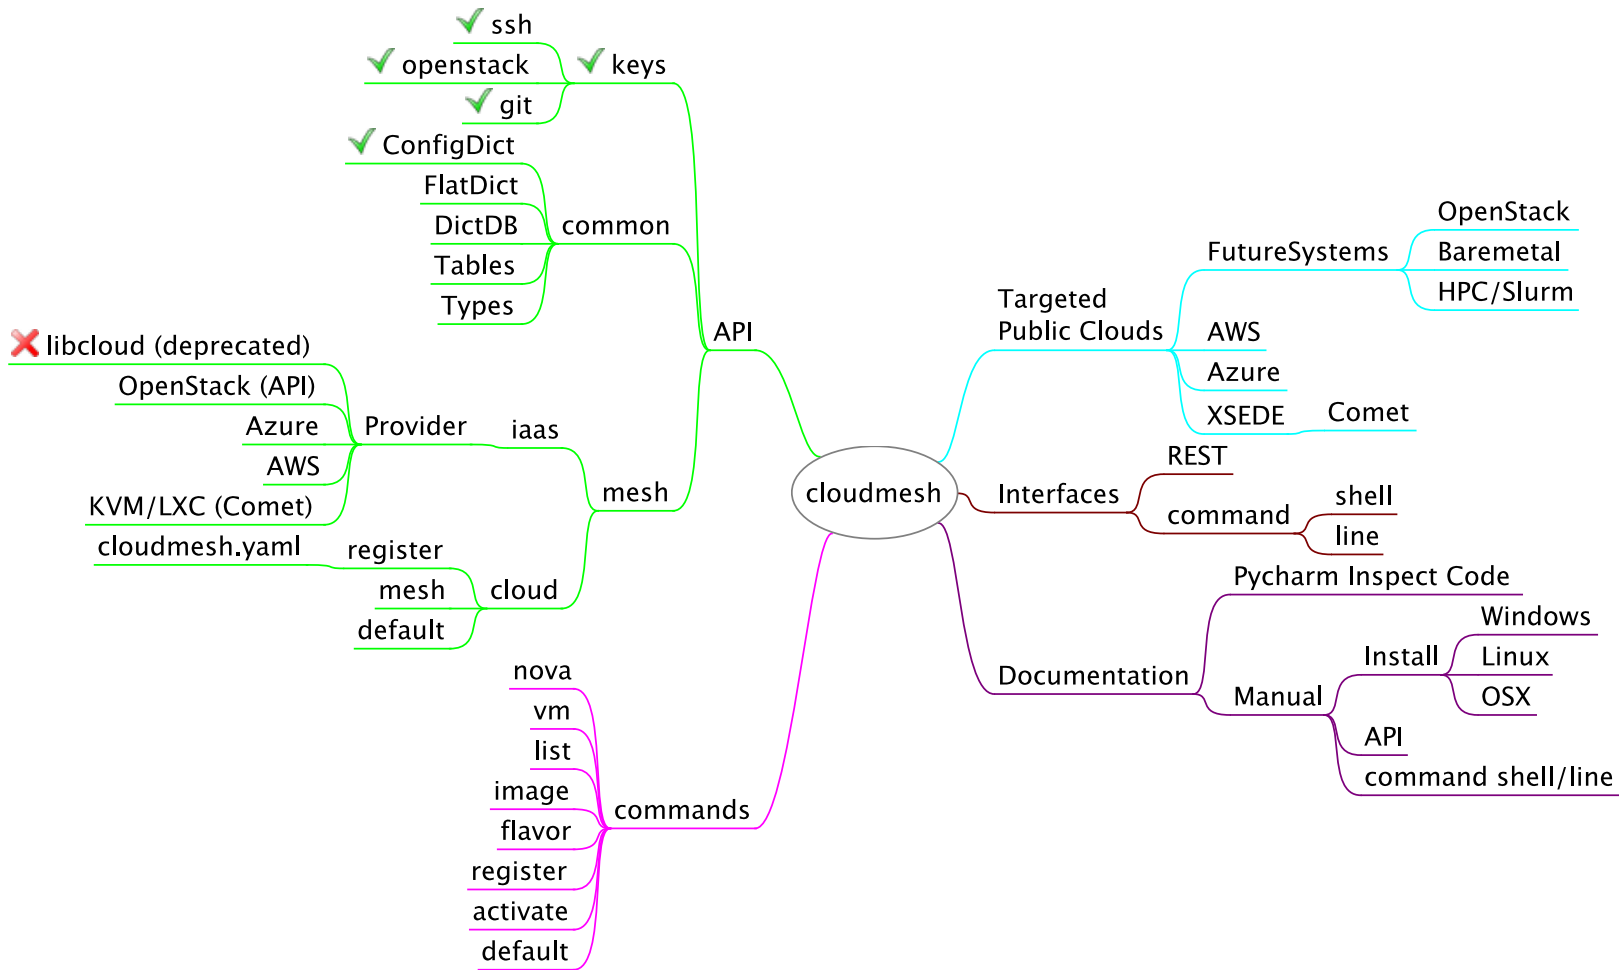 ssh
openstack
git
keys
ConfigDict
FlatDict
DictDB
Tables
Types
common
API
libcloud (deprecated)
OpenStack (API)
Azure
AWS
KVM/LXC (Comet)
Provider
iaas
mesh
cloudmesh.yaml
register
mesh
default
cloud
nova
vm
list
image
flavor
register
activate
default
commands
cloudmesh
Targeted
Public Clouds
FutureSystems
OpenStack
Baremetal
HPC/Slurm
AWS
Azure
XSEDE
Comet
Interfaces
REST
command
shell
line
Documentation
Pycharm Inspect Code
Manual
Install
Windows
Linux
OSX
API
command shell/line